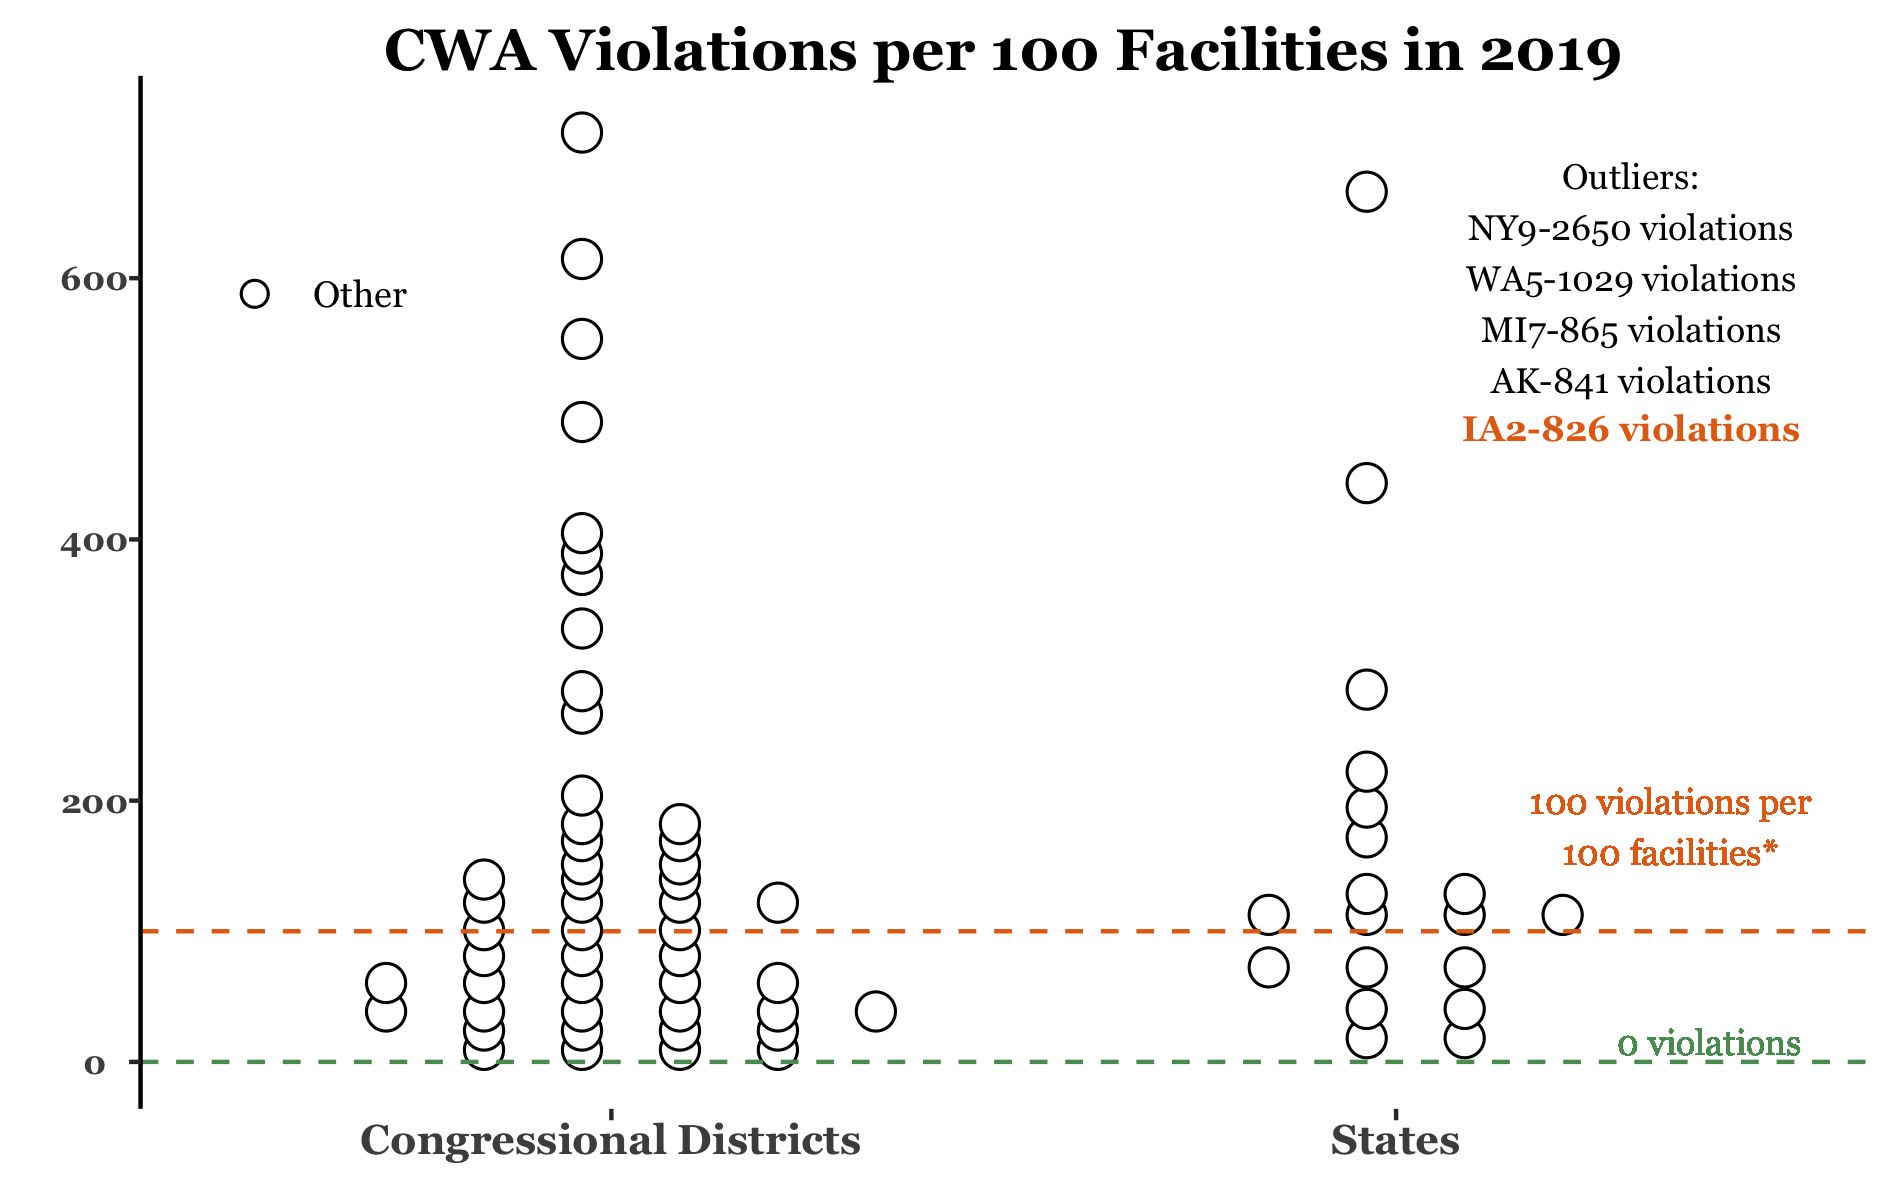 CWA Violations per 100 Facilities in 2019
Outliers:
NY9-2650 violations
WA5-1029 violations
MI7-865 violations
AK-841 violations
IA2-826 violations
600
Other
400
200
100 violations per
100 facilities*
0 violations
0
Congressional Districts
States